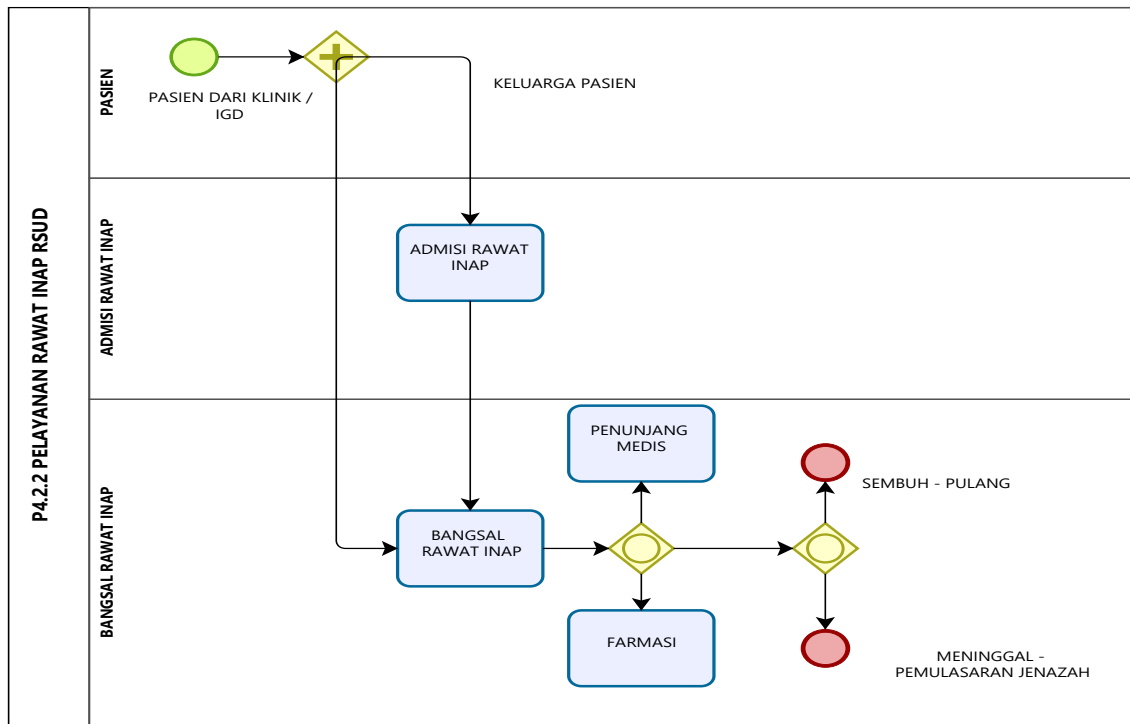 P4.2.2 PELAYANAN RAWAT INAP RSUD
PASIEN
PASIEN DARI KLINIK /
IGD
KELUARGA PASIEN
ADMISI RAWAT INAP
ADMISI RAWAT
INAP
BANGSAL RAWAT INAP
PENUNJANG
MEDIS
SEMBUH - PULANG
BANGSAL
RAWAT INAP
FARMASI
MENINGGAL -
PEMULASARAN JENAZAH